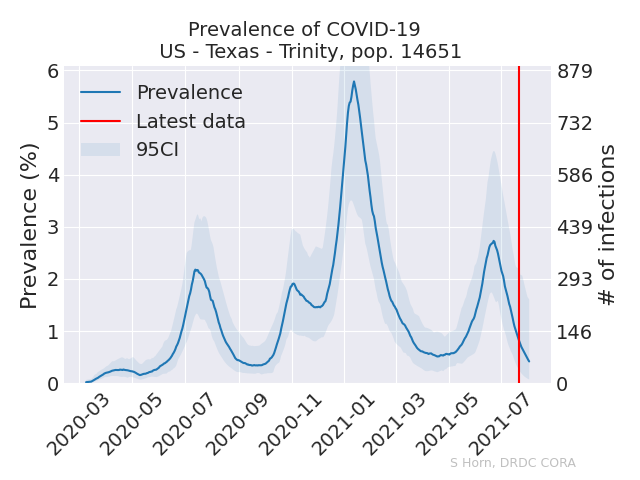 Prevalence of COVID-19
US - Texas - Trinity, pop. 14651
Prevalence
Latest data
95CI
Prevalence (%)
6
5
4
3
2
1
0
879
732
586
439
293
146
0
# of infections
2020-03
2020-05
2020-07
2020-09
2020-11
2021-01
2021-03
2021-05
2021-07
S Horn, DRDC CORA